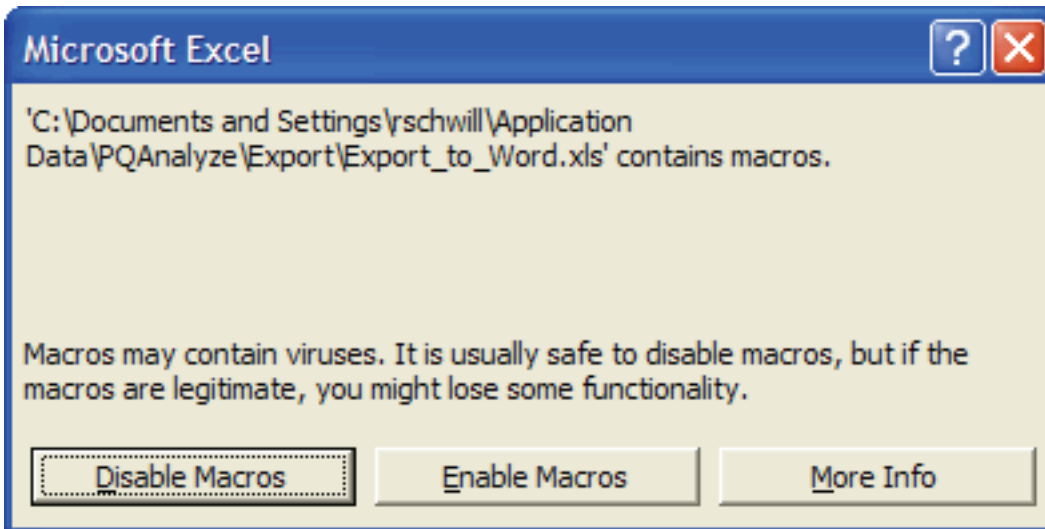 Microsoft Excel
?
'C:\Documents and Settings\rschwill\Application
Data\PQAnalyze\Export\Export_to_Word.xls' contains macros.
Macros may contain viruses. It is usually safe to disable macros, but if the
macros are legitimate, you might lose some functionality.
Disable Macros Enable Macros More Info